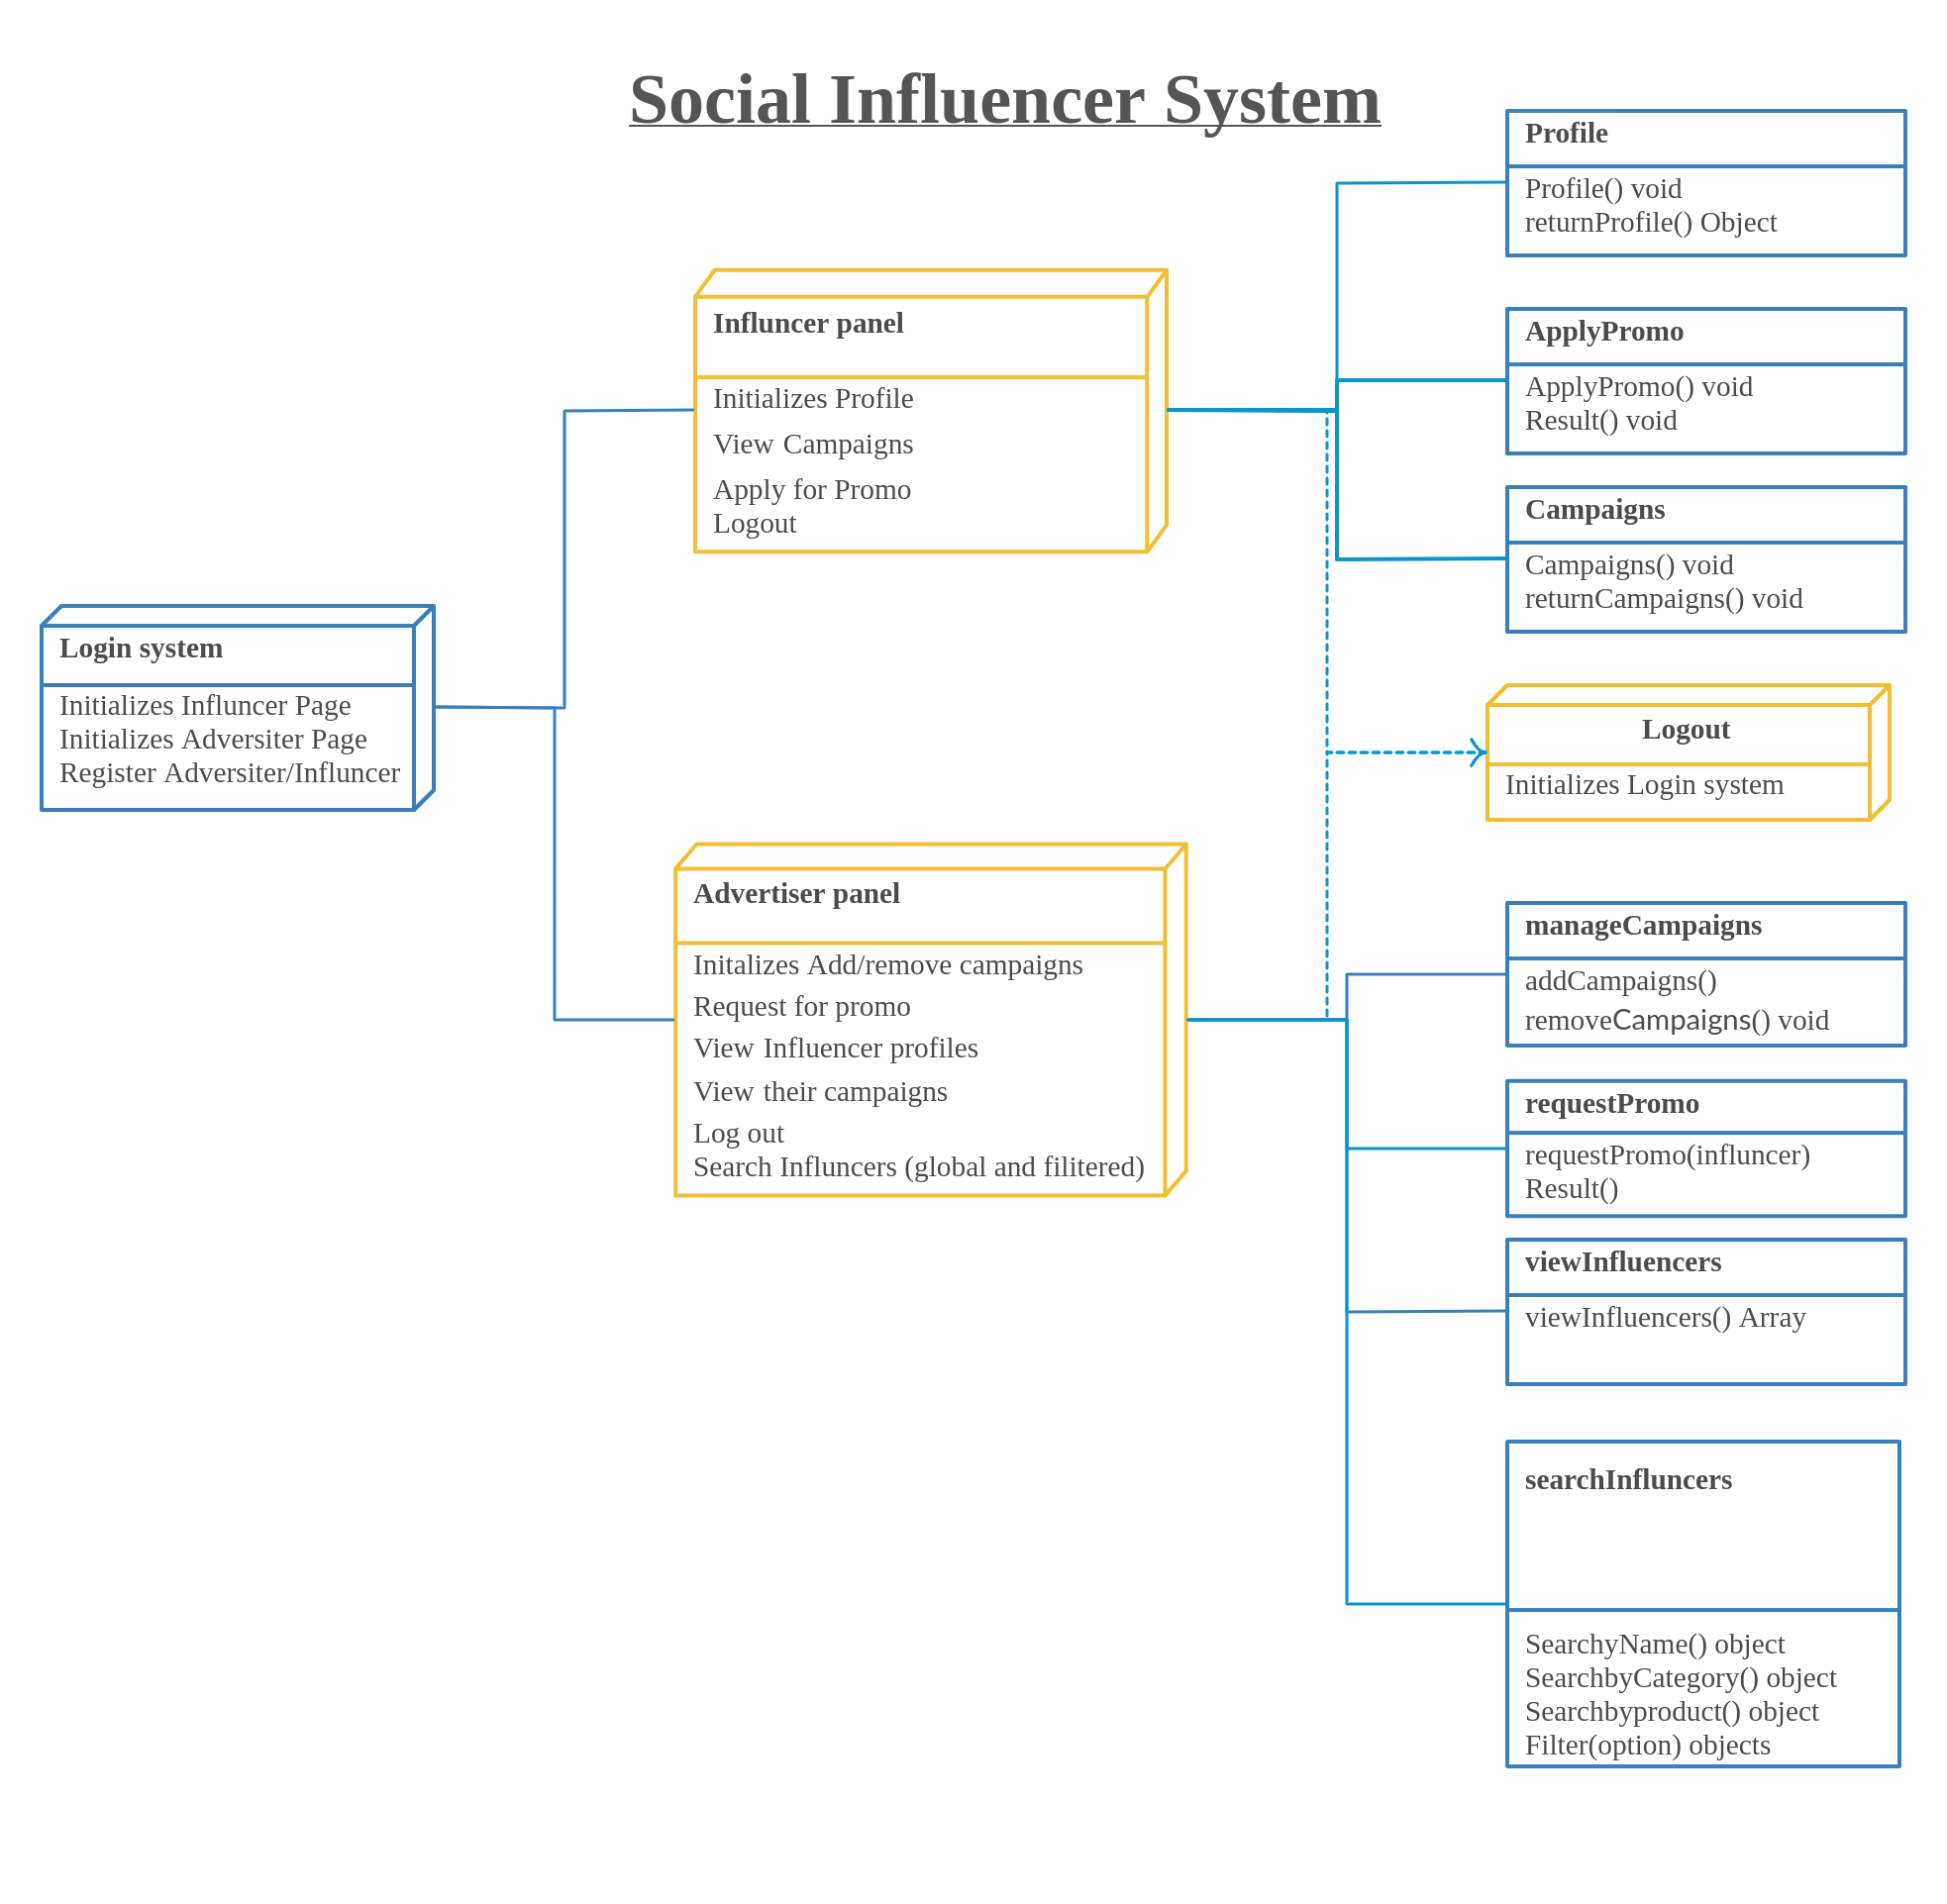 Social Influencer System
Profile
Profile() void
returnProfile() Object
Influncer panel
Initializes Profile
View Campaigns
Apply for Promo
Logout
ApplyPromo
ApplyPromo() void
Result() void
Campaigns
Campaigns() void
returnCampaigns() void
Login system
Initializes Influncer Page
Initializes Adversiter Page
Register Adversiter/Influncer
Logout
Initializes Login system
Advertiser panel
Initalizes Add/remove campaigns
Request for promo
View Influencer profiles
View their campaigns
Log out
Search Influncers (global and filitered)
manageCampaigns
addCampaigns()
removeCampaigns() void
requestPromo
requestPromo(influncer)
Result()
viewInfluencers
viewInfluencers() Array
searchInfluncers
SearchyName() object
SearchbyCategory() object
Searchbyproduct() object
Filter(option) objects